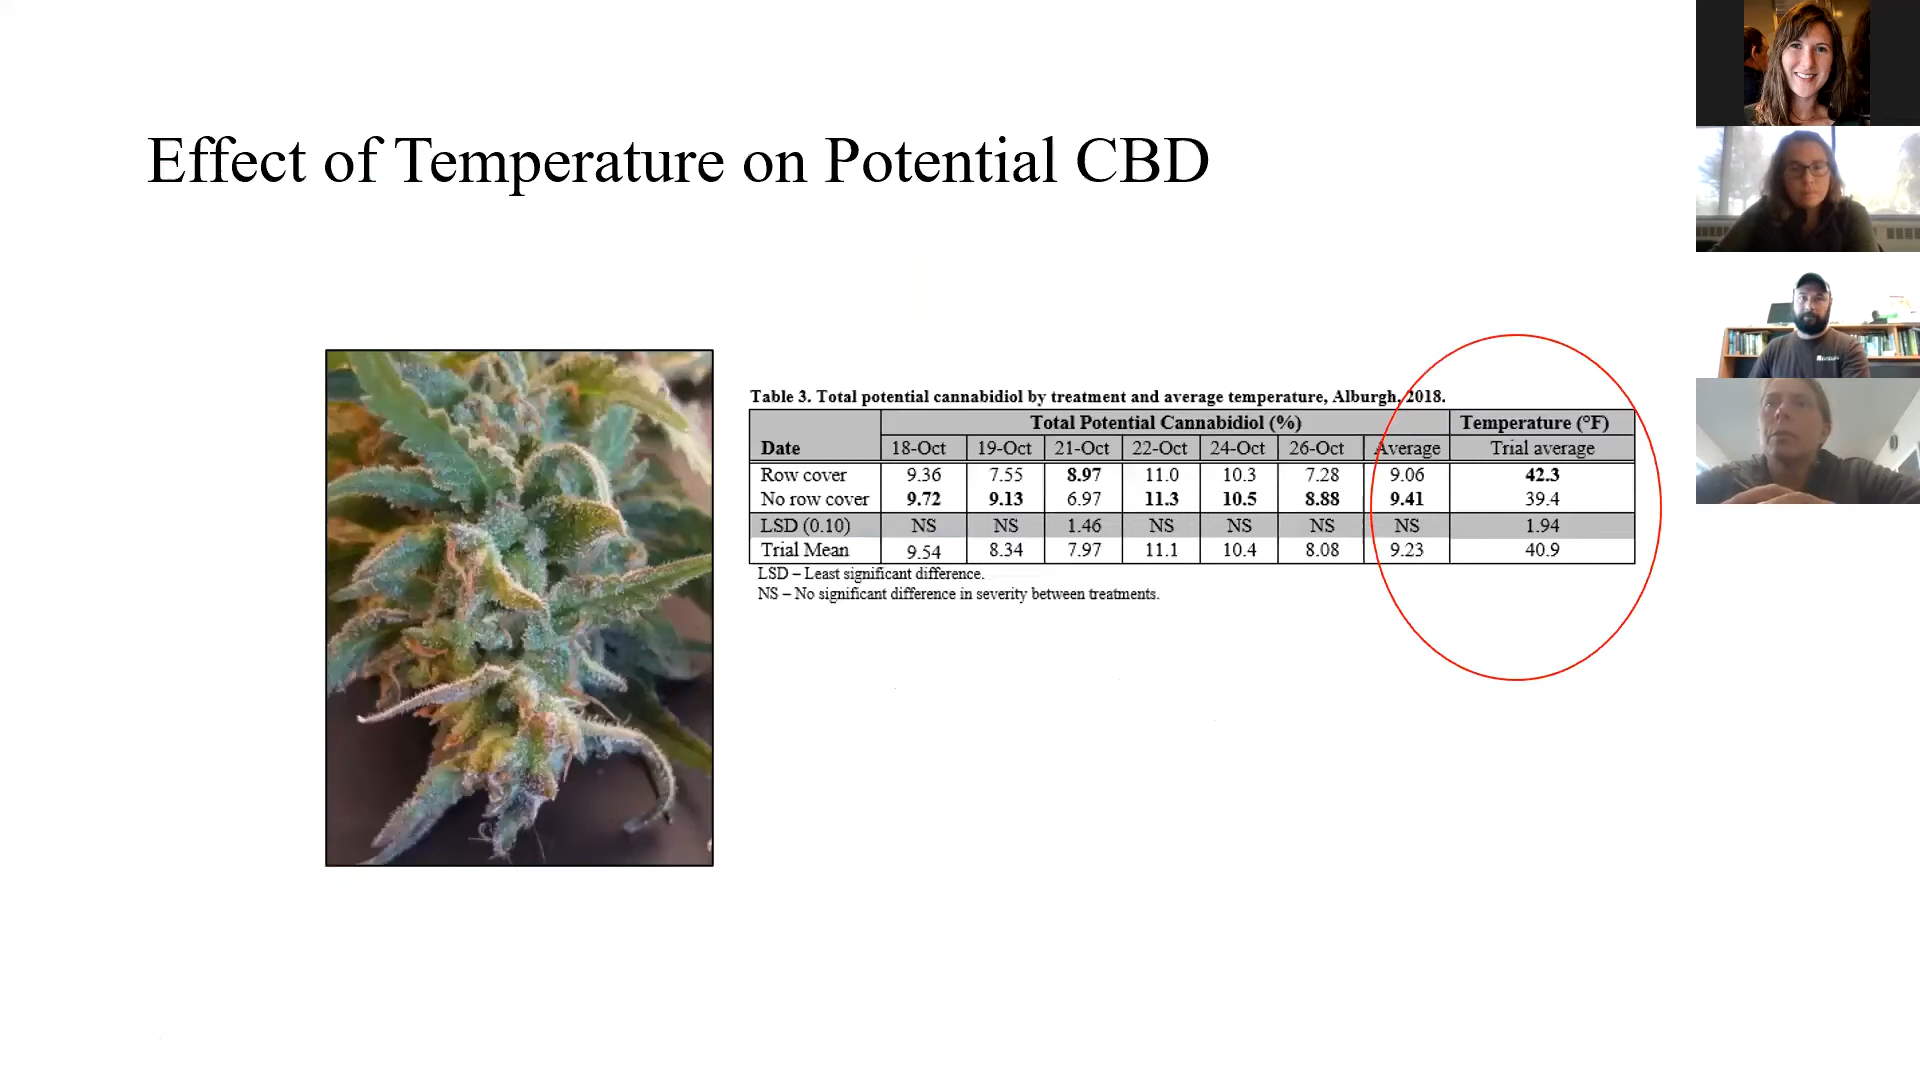 Effect of Temperature on Potential CBD
Table 3. Total potential cannabidiol by treatment and average temperature, Alburgh, 2018.
Total Potential Cannabidiol (%) Temperature (°F)
Date 18-Oct 19-Oct 21-Oct 22-Oct 24-Oct 26-Oct Average Trial average
Row cover 9.36 7.55 8.97 11.0 10.3 7.28 9.06 42.3
No row cover 9.72 9.13 6.97 11.3 10.5 8.88 9.41 39.4
LSD (0.10) NS NS 1.46 NS NS NS NS 1.94
Trial Mean 9.54 8.34 7.97 11.1 10.4 8.08 9.23 40.9
LSD – Least significant difference.
NS – No significant difference in severity between treatments.